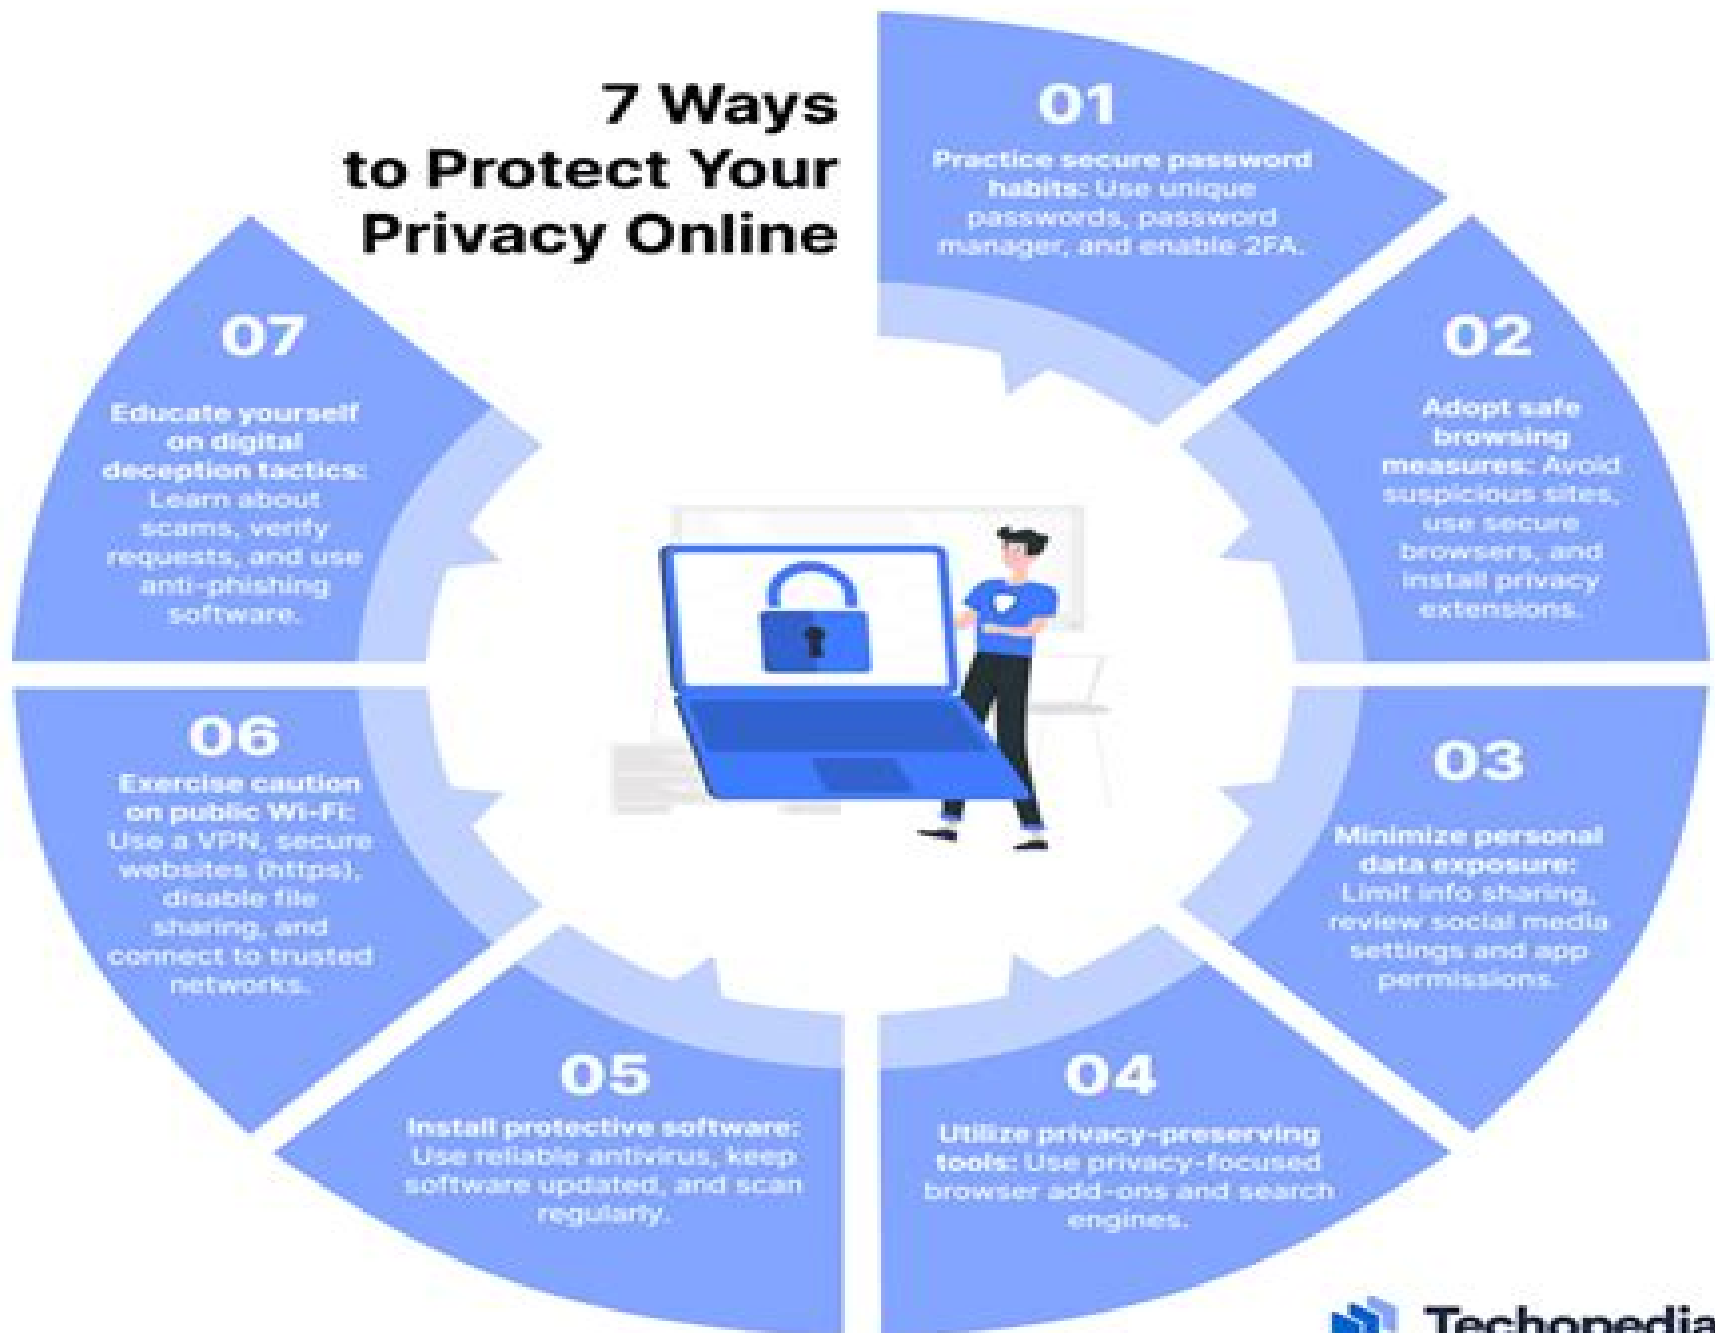 7 Ways
to Protect Your
Privacy Online
01
Practice secure password
habits: Use unique
passwords, password
manager, and enable 2FA.
02
Adopt safe
browsing
measures: Avoid
suspicious sites,
use secure
browsers, and
install privacy
extensions.
03
Minimize personal
data exposure:
Limit info sharing,
review social media
settings and app
permissions.
04
Utilize privacy-preserving
tools: Use privacy-focused
browser add-ons and search
engines.
05
Install protective software:
Use reliable antivirus, keep
software updated, and scan
regularly.
06
Exercise caution
on public Wi-Fi:
Use a VPN, secure
websites (https),
disable file
sharing, and
connect to trusted
networks.
07
Educate yourself
on digital
deception tactics:
Learn about
scams, verify
requests, and use
anti-phishing
software.
Techopedia